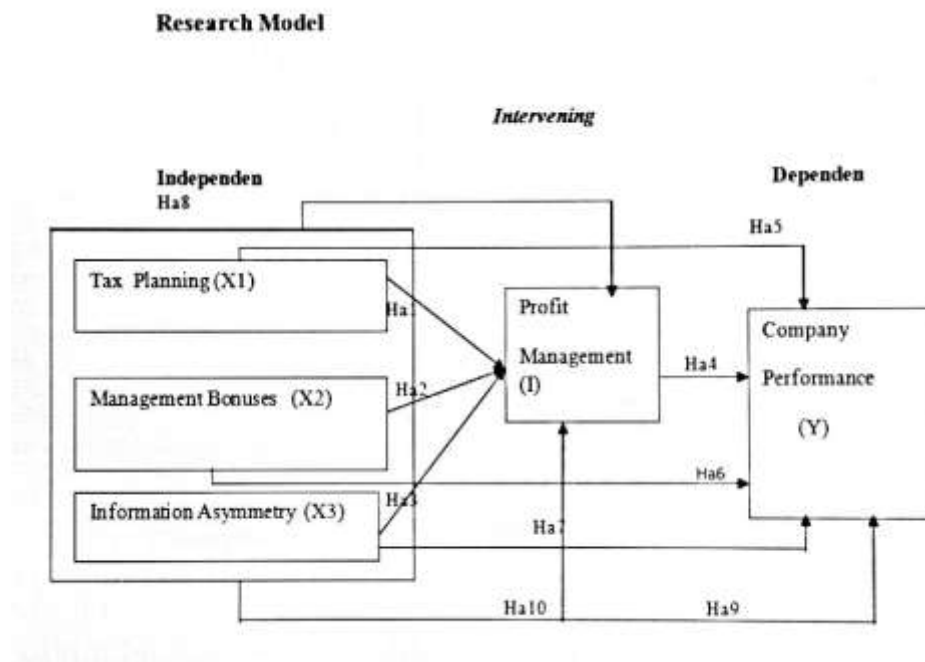 Research Model
Intervening
Independen
Dependen
Ha8
Ha5
Tax Planning (X1)
Ha1
Profit
Management
(I)
Company
Performance
(Y)
Ha4
Ha2
Management Bonuses (X2)
Ha6
Ha3
Information Asymmetry (X3)
Ha7
Ha10
Ha9